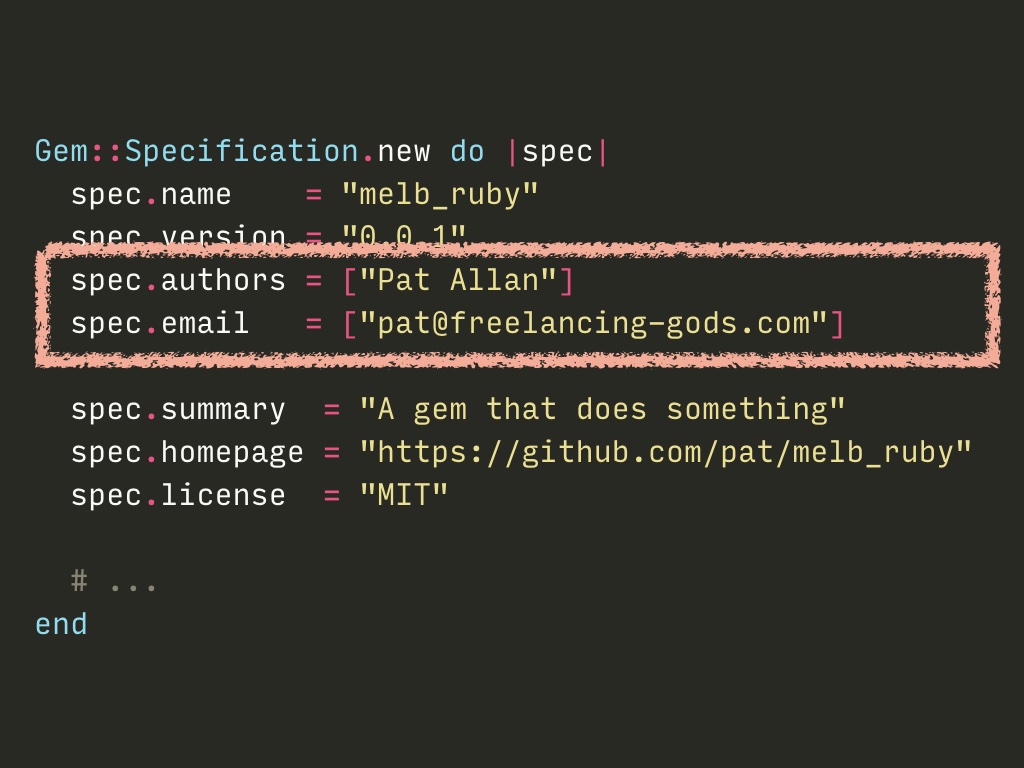 Gem::Specification.new do |spec|
  spec.name    = "melb_ruby"
  spec.version = "0.0.1"
  spec.authors = ["Pat Allan"]
  spec.email   = ["pat@freelancing-gods.com"]
  spec.summary  = "A gem that does something"
  spec.homepage = "https://github.com/pat/melb_ruby"
  spec.license  = "MIT"
  # ...
end